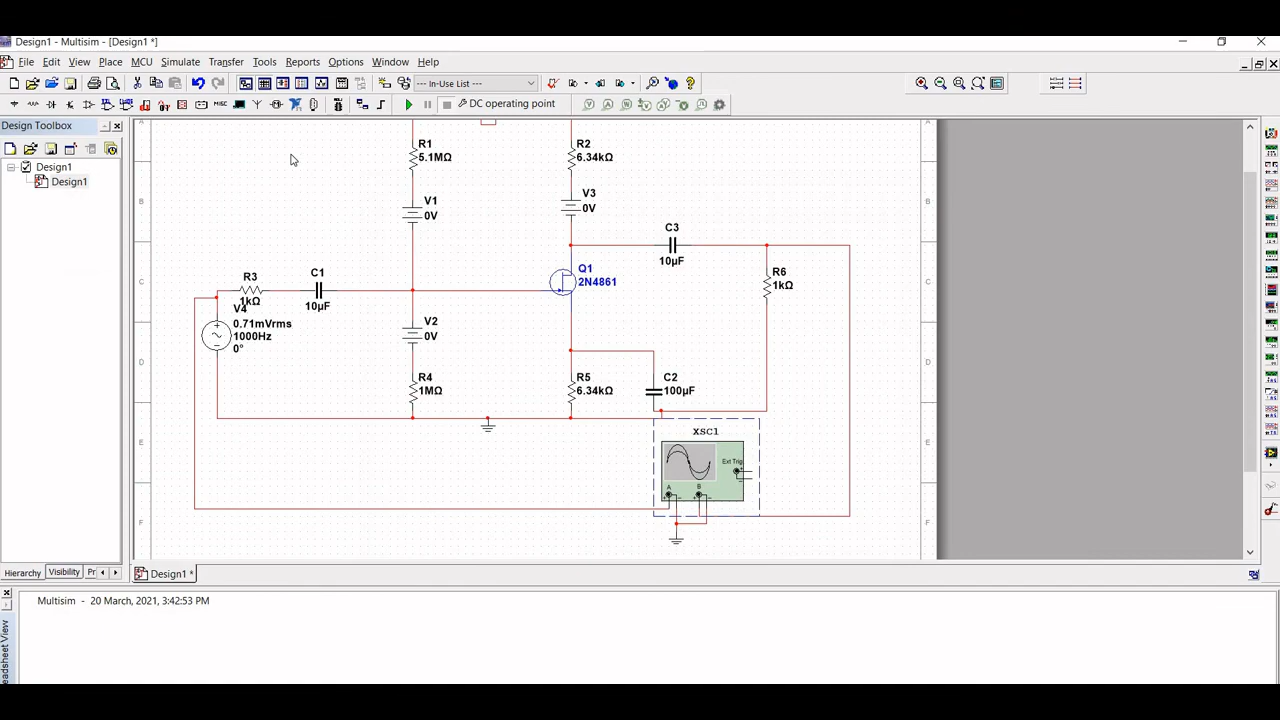 Design1 - Multisim - [Design1 *]
File Edit View Place MCU Simulate Transfer Tools Reports Options Window Help
--- In-Use List ---
DC operating point
Design Toolbox
Design1
Design1
A
A
R1
5.1MΩ
R2
6.34kΩ
B
B
V1
0V
V3
0V
C3
10µF
C
C
R3
1kΩ
C1
10µF
Q1
2N4861
R6
1kΩ
V4
0.71mVrms
1000Hz
0°
V2
0V
D
D
R4
1MΩ
R5
6.34kΩ
C2
100µF
E
E
XSC1
Ext Trig
A
B
F
F
Hierarchy Visibility Pr
Design1 *
Multisim - 20 March, 2021, 3:42:53 PM
eadsheet View